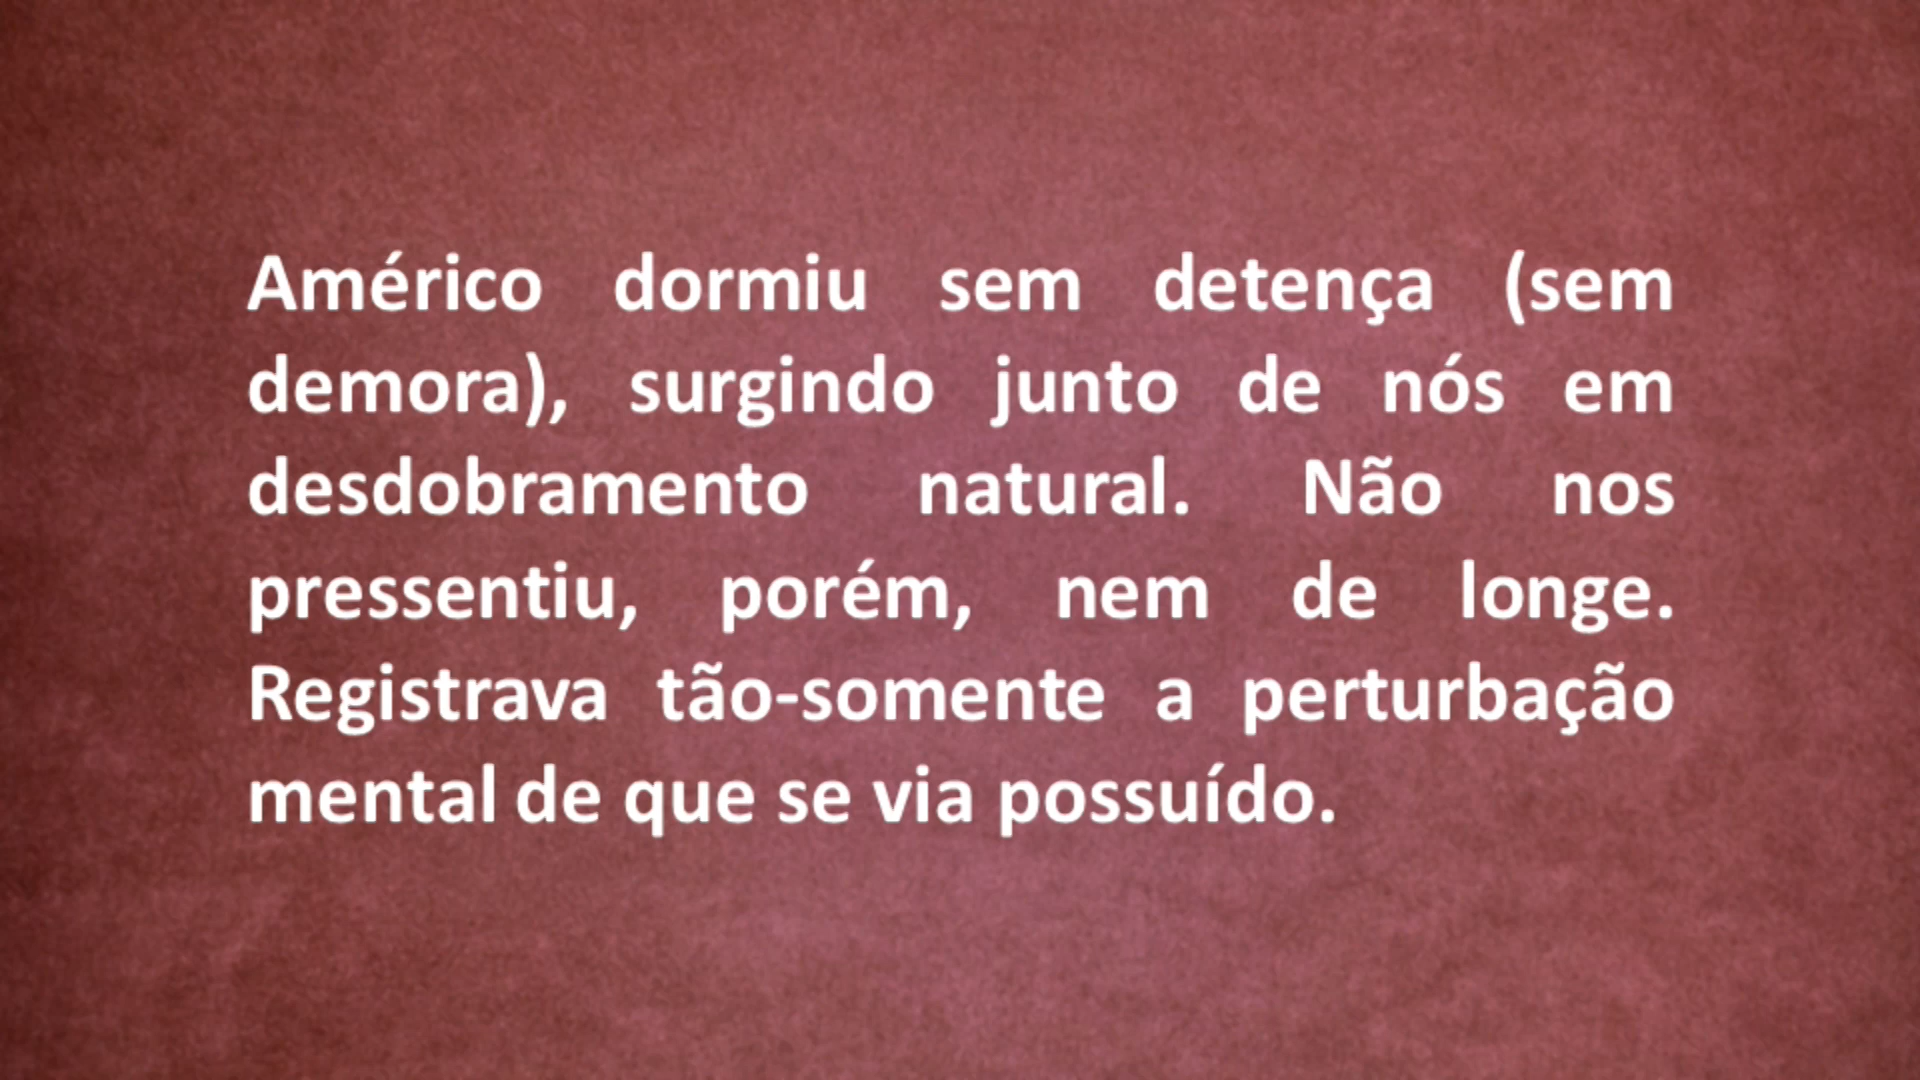 Américo dormiu sem detença (sem
demora), surgindo junto de nós em
desdobramento natural. Não nos
pressentiu, porém, nem de longe.
Registrava tão-somente a perturbação
mental de que se via possuído.